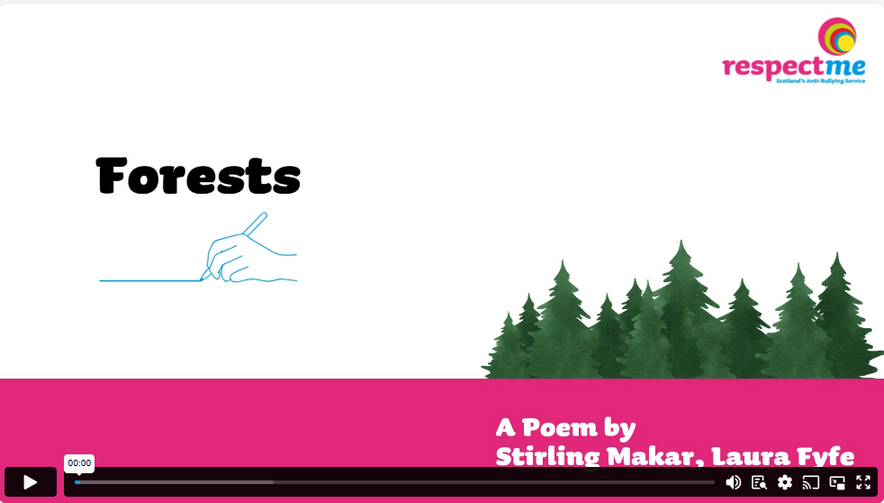 respectme
Scotland's Anti-Bullying Service
Forests
A Poem by
Stirling Makar, Laura Fyfe
00:00